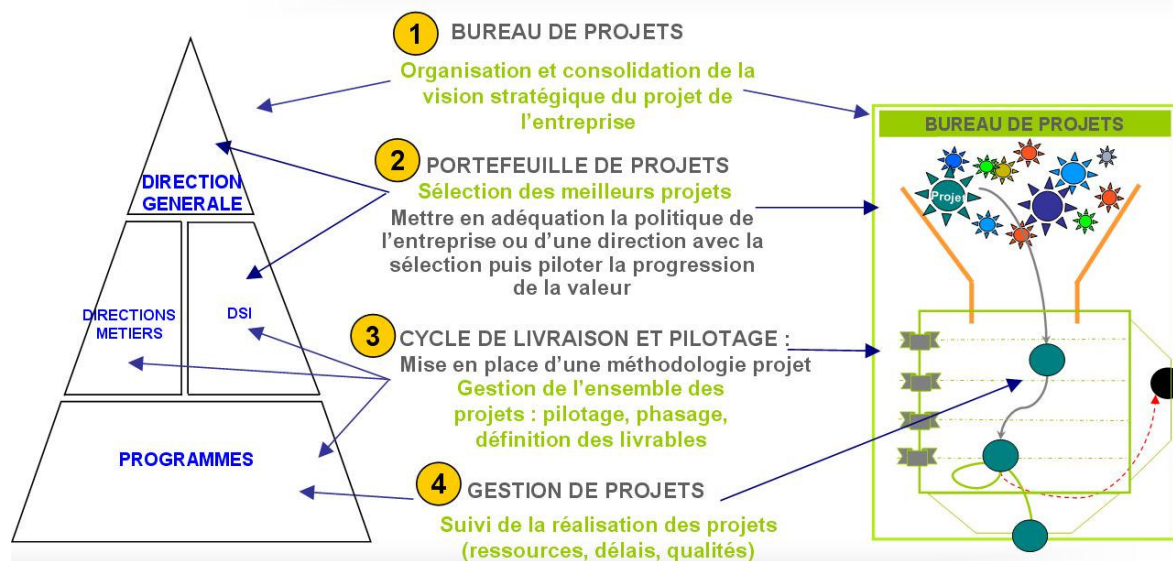 1 BUREAU DE PROJETS
Organisation et consolidation de la
vision stratégique du projet de
l'entreprise
2 PORTEFEUILLE DE PROJETS
Sélection des meilleurs projets
Mettre en adéquation la politique de
l'entreprise ou d'une direction avec la
sélection puis piloter la progression
de la valeur
3 CYCLE DE LIVRAISON ET PILOTAGE :
Mise en place d'une méthodologie projet
Gestion de l'ensemble des
projets : pilotage, phasage,
définition des livrables
4 GESTION DE PROJETS
Suivi de la réalisation des projets
(ressources, délais, qualités)
DIRECTION
GENERALE
DIRECTIONS
METIERS
DSI
PROGRAMMES
BUREAU DE PROJETS
Projet